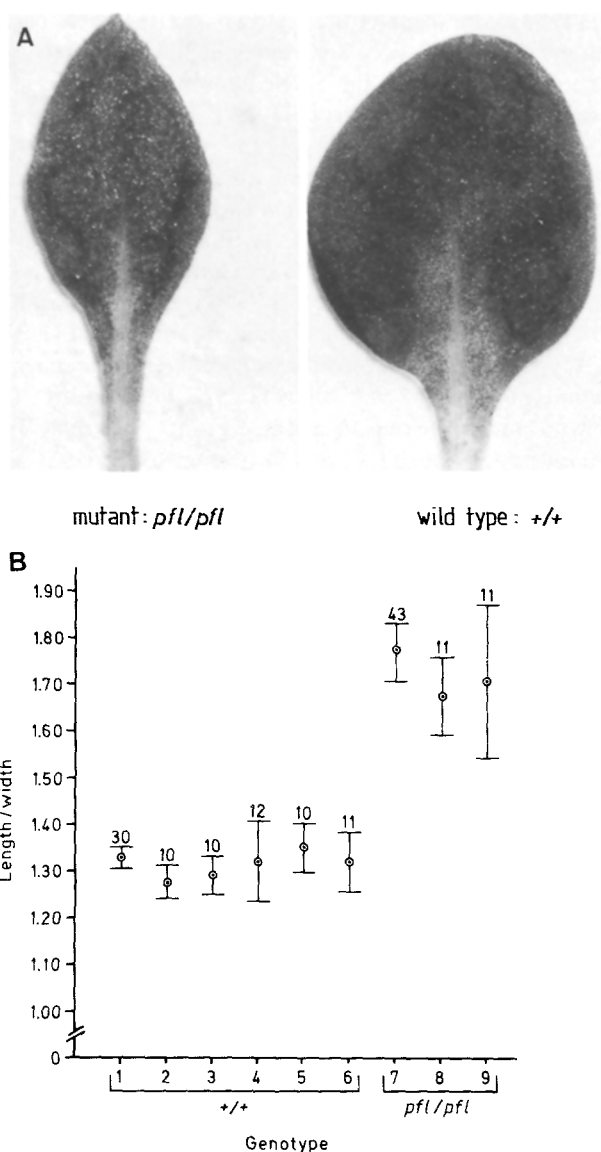 A
mutant: pfl/pfl
wild type: +/+
B
Length/width
1.90
1.80
1.70
1.60
1.50
1.40
1.30
1.20
1.10
1.00
0
30
10
10
12
10
11
43
11
11
1 2 3 4 5 6 7 8 9
+/+ pfl/pfl
Genotype